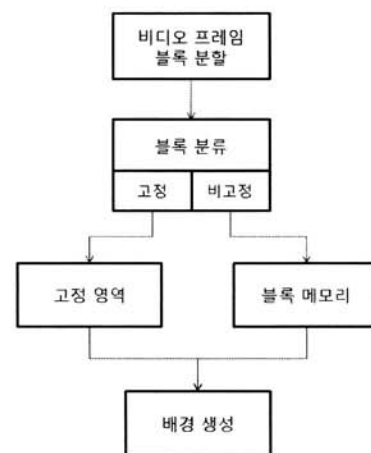 비디오 프레임
블록 분할
블록 분류
고정
비고정
고정 영역
블록 메모리
배경 생성